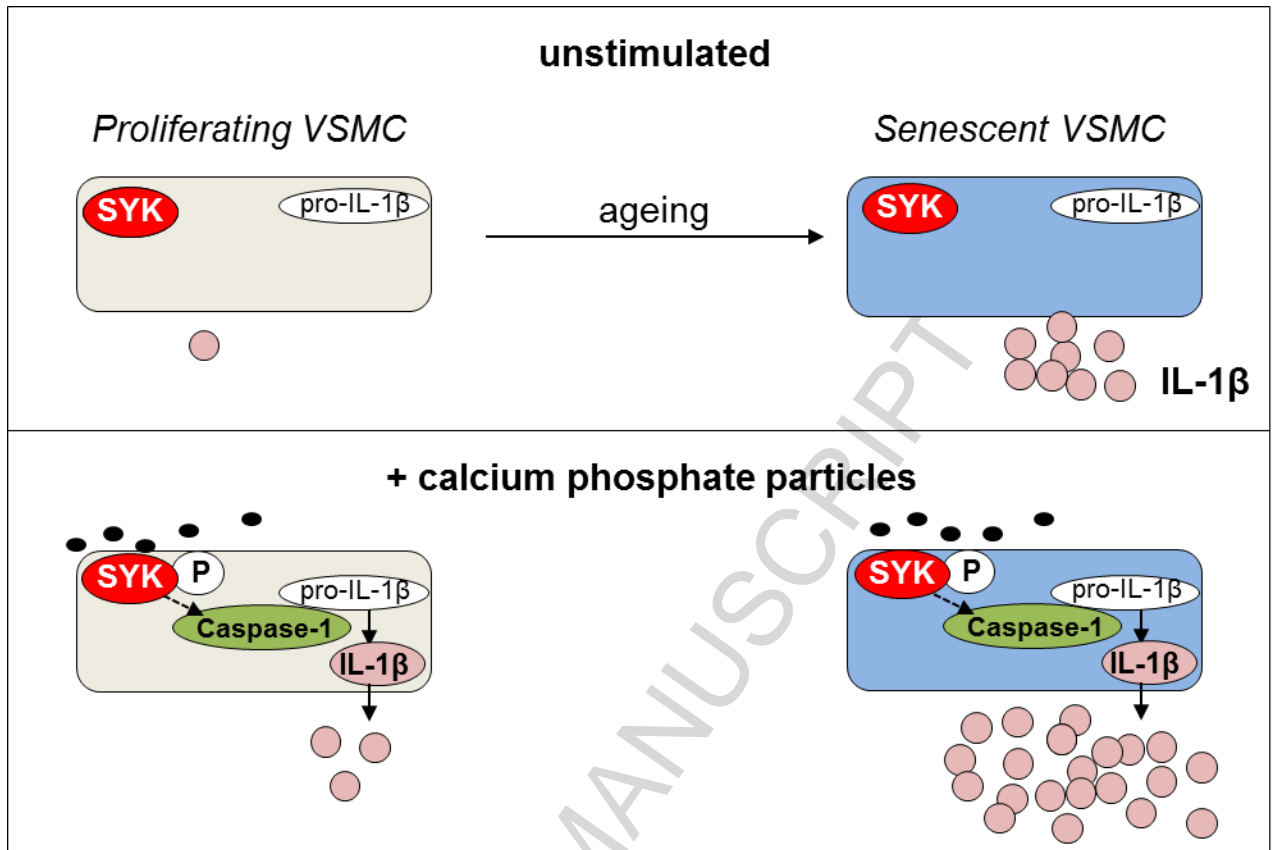 unstimulated
Proliferating VSMC
Senescent VSMC
SYK
pro-IL-1β
ageing
SYK
pro-IL-1β
IL-1β
+ calcium phosphate particles
SYK
P
pro-IL-1β
Caspase-1
IL-1β
SYK
P
pro-IL-1β
Caspase-1
IL-1β
MANUSCRIPT